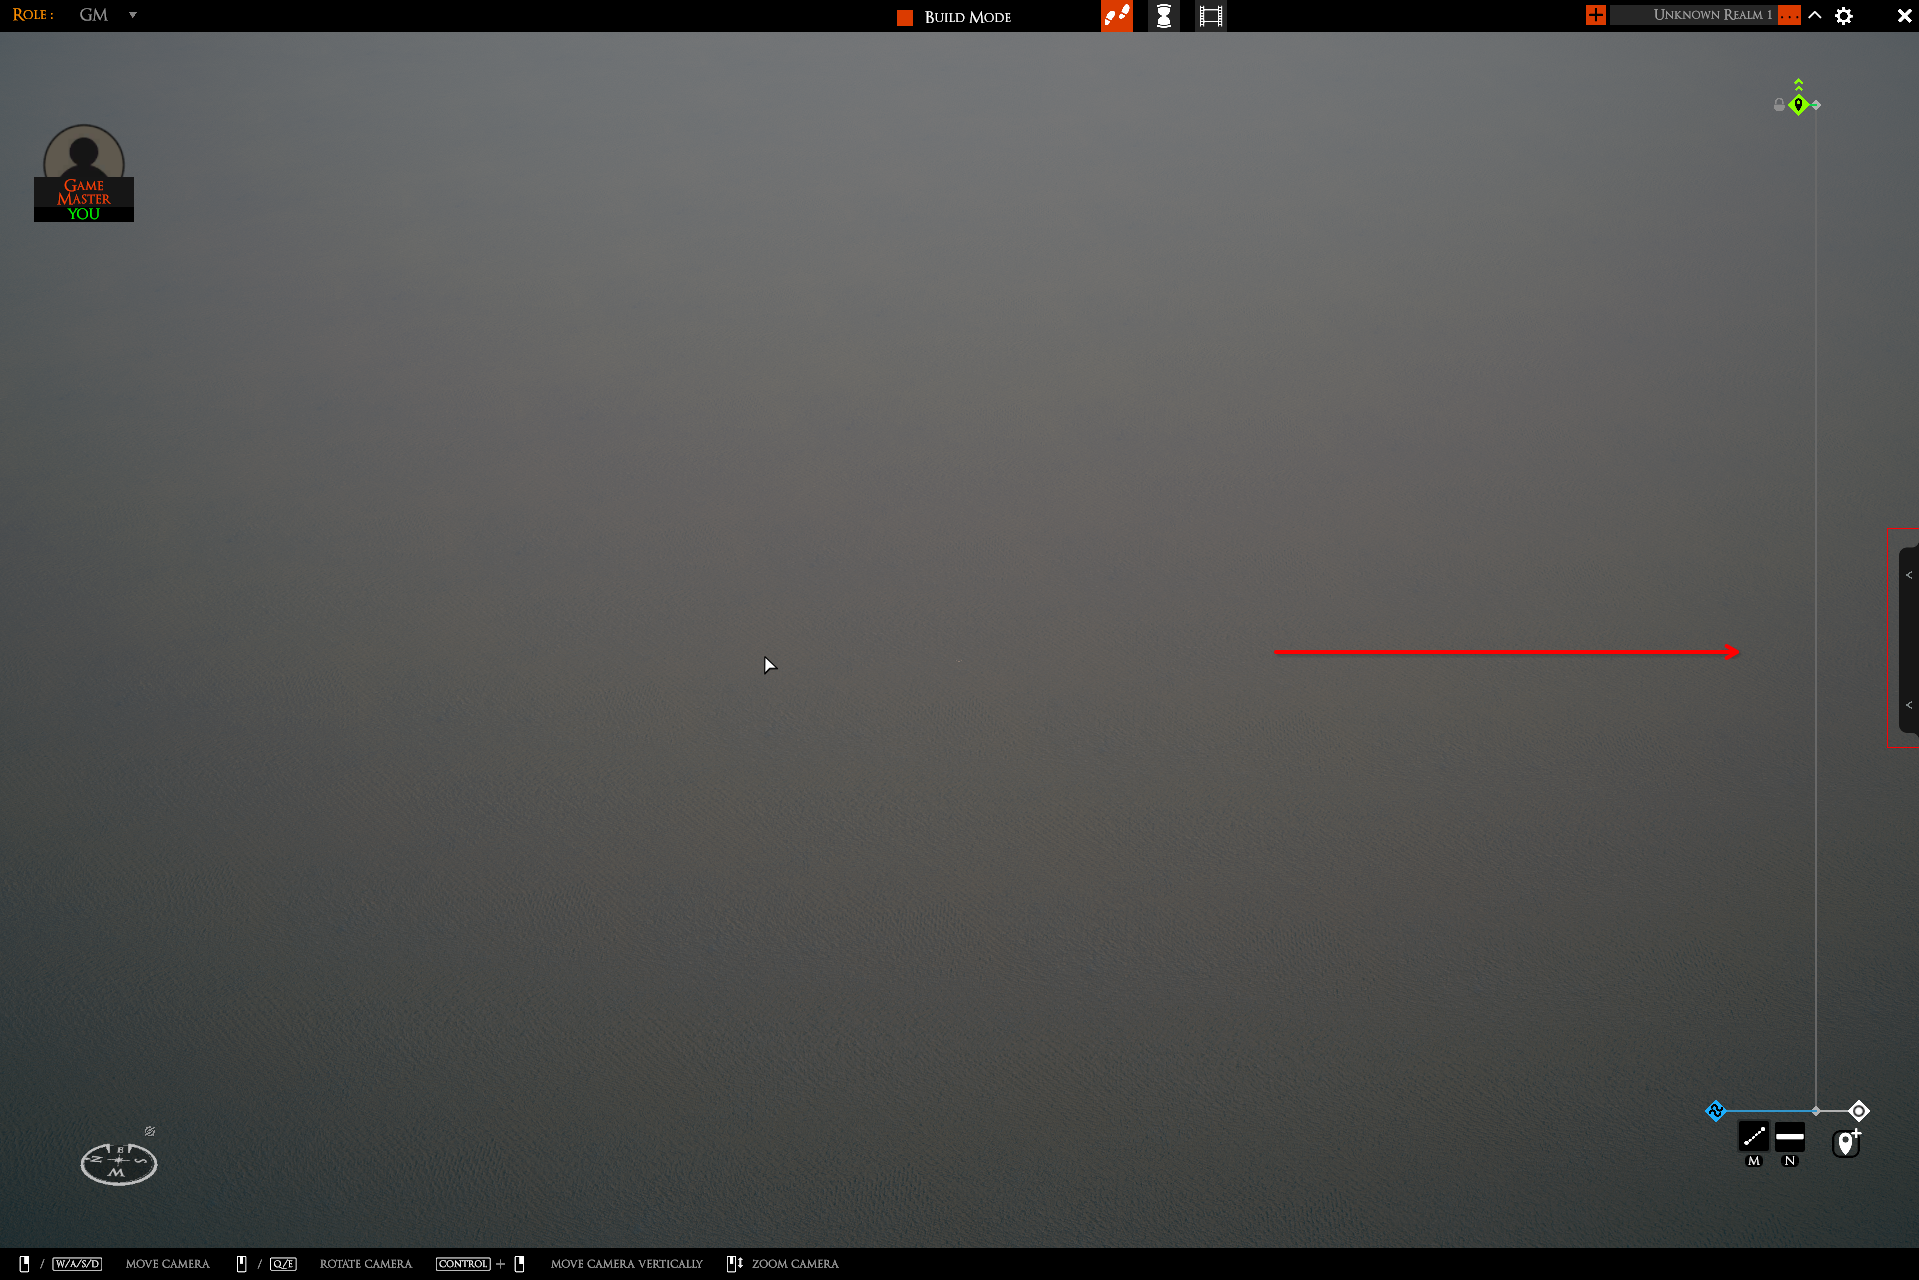 ROLE : GM
BUILD MODE
UNKNOWN REALM 1 ...
GAME
MASTER
YOU
N E S
W
M N
/ W/A/S/D MOVE CAMERA / Q/E ROTATE CAMERA CONTROL + MOVE CAMERA VERTICALLY ZOOM CAMERA